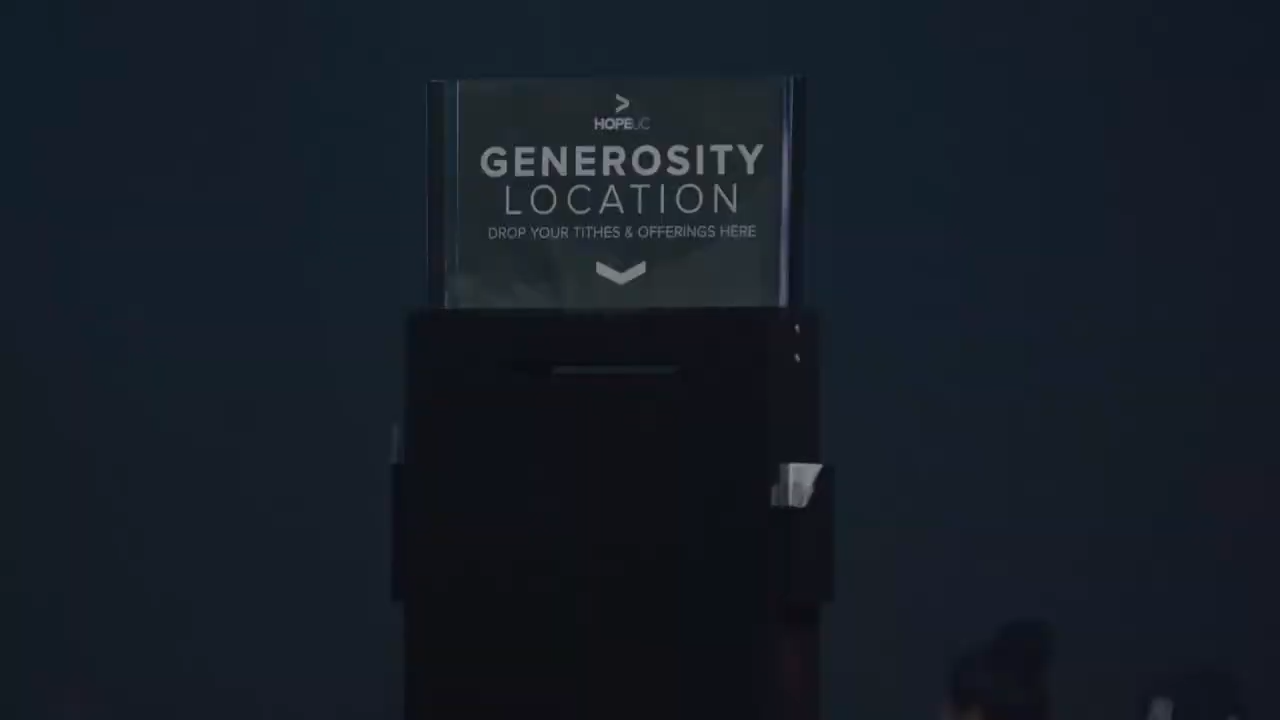 HOPEUC
GENEROSITY
LOCATION
DROP YOUR TITHES & OFFERINGS HERE